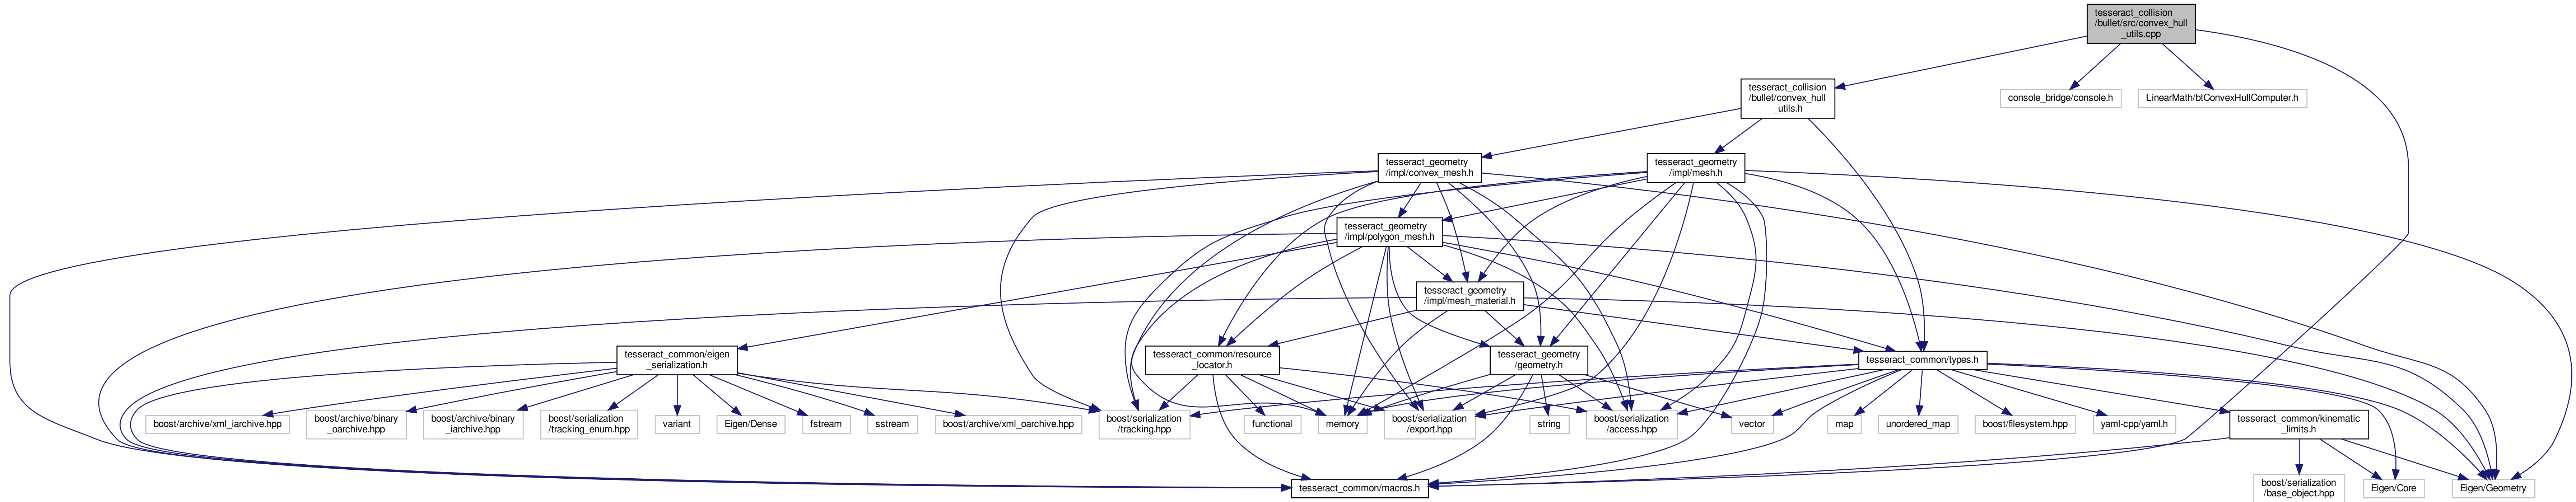 tesseract_collision
/bullet/src/convex_hull
_utils.cpp
tesseract_collision
/bullet/convex_hull
_utils.h
console_bridge/console.h
LinearMath/btConvexHullComputer.h
tesseract_geometry
/impl/convex_mesh.h
tesseract_geometry
/impl/mesh.h
tesseract_geometry
/impl/polygon_mesh.h
tesseract_geometry
/impl/mesh_material.h
tesseract_common/eigen
_serialization.h
tesseract_common/resource
_locator.h
tesseract_geometry
/geometry.h
tesseract_common/types.h
boost/archive/xml_iarchive.hpp
boost/archive/binary
_oarchive.hpp
boost/archive/binary
_iarchive.hpp
boost/serialization
/tracking_enum.hpp
variant
Eigen/Dense
fstream
sstream
boost/archive/xml_oarchive.hpp
boost/serialization
/tracking.hpp
functional
memory
boost/serialization
/export.hpp
string
boost/serialization
/access.hpp
vector
map
unordered_map
boost/filesystem.hpp
yaml-cpp/yaml.h
tesseract_common/kinematic
_limits.h
tesseract_common/macros.h
boost/serialization
/base_object.hpp
Eigen/Core
Eigen/Geometry